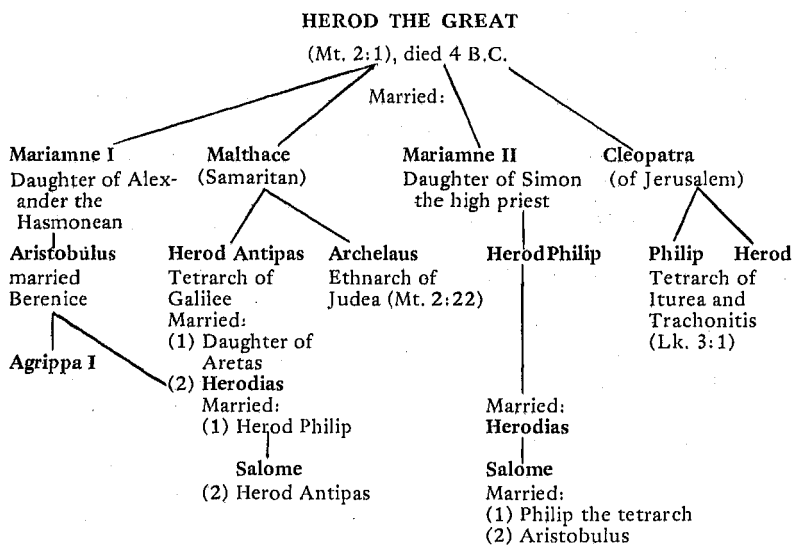 HEROD THE GREAT
(Mt. 2:1), died 4 B.C.
Married:
Mariamne I
Daughter of Alex-
ander the
Hasmonean
Aristobulus
married
Berenice
Agrippa I
Malthace
(Samaritan)
Herod Antipas
Tetrarch of
Galilee
Married:
(1) Daughter of
Aretas
(2) Herodias
Married:
(1) Herod Philip
Salome
(2) Herod Antipas
Archelaus
Ethnarch of
Judea (Mt. 2:22)
Mariamne II
Daughter of Simon
the high priest
Herod Philip
Married:
Herodias
Salome
Married:
(1) Philip the tetrarch
(2) Aristobulus
Cleopatra
(of Jerusalem)
Philip
Tetrarch of
Iturea and
Trachonitis
(Lk. 3:1)
Herod